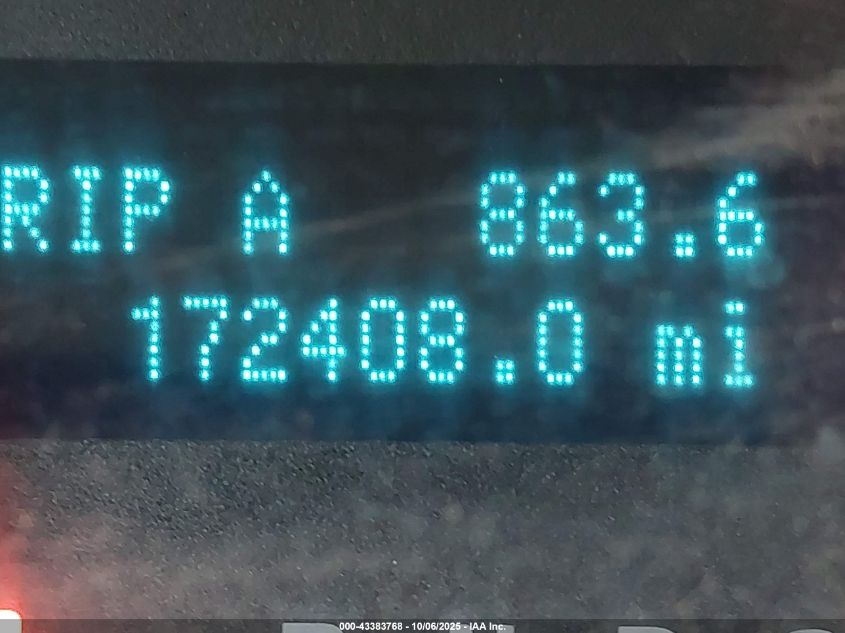 RIP A 863.6
172408.0 mi
000-43383768 - 10/06/2025 - IAA Inc.